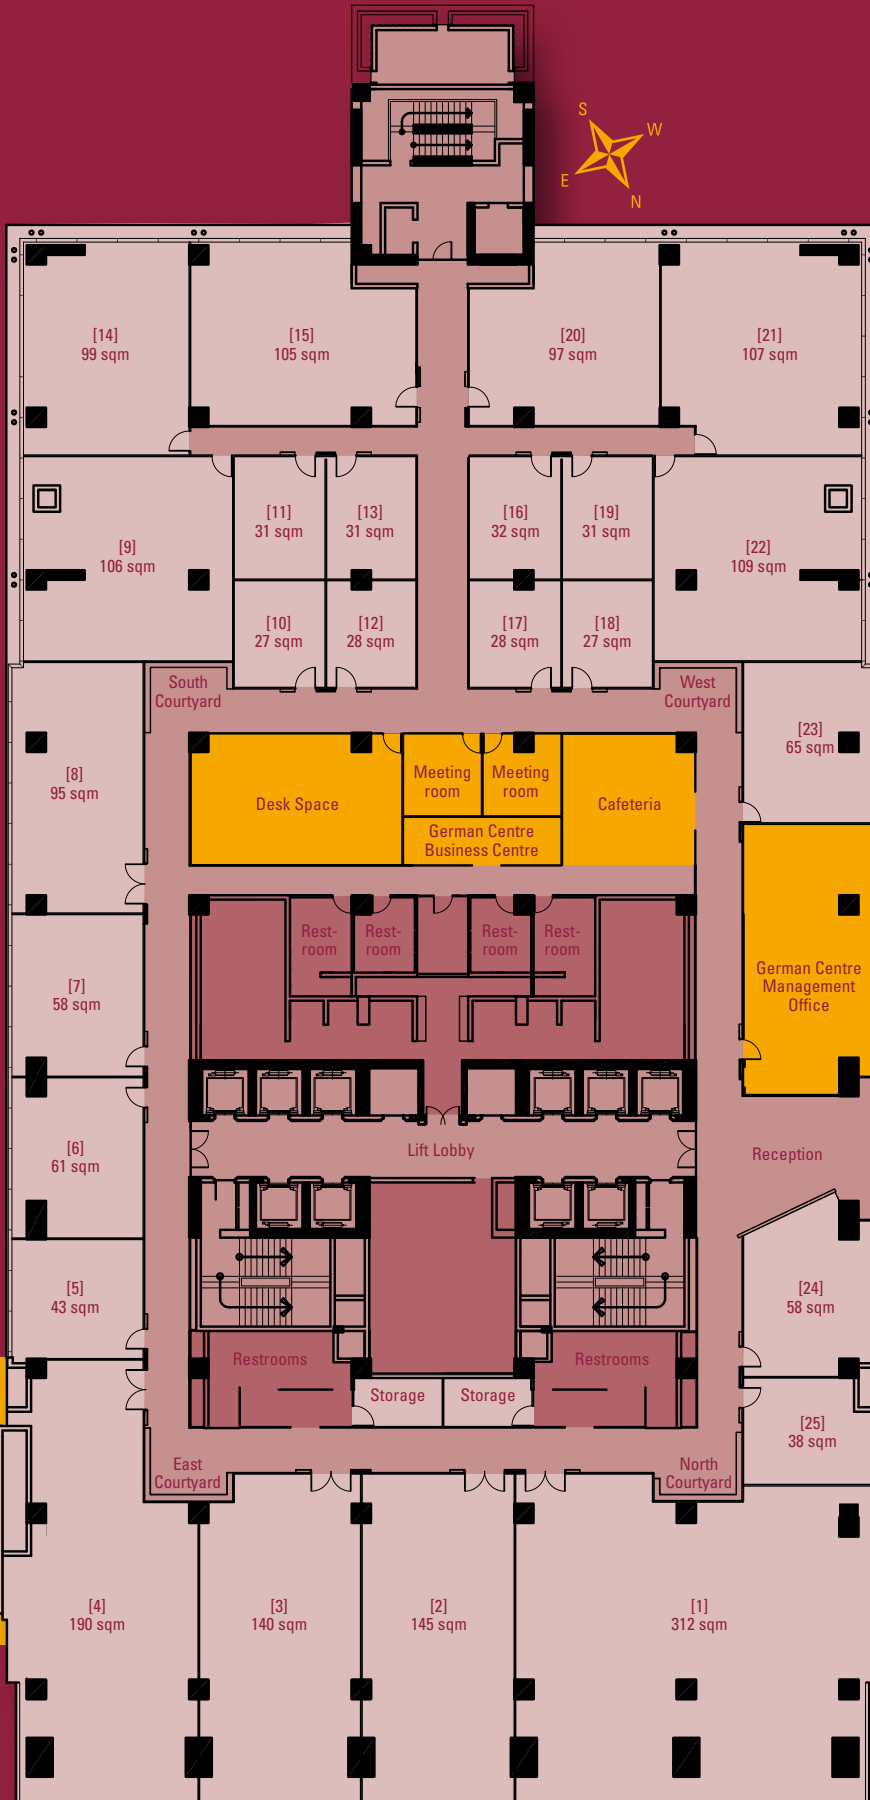 S
W
E
N
[14]
99 sqm
[15]
105 sqm
[20]
97 sqm
[21]
107 sqm
[11]
31 sqm
[13]
31 sqm
[16]
32 sqm
[19]
31 sqm
[9]
106 sqm
[22]
109 sqm
[10]
27 sqm
[12]
28 sqm
[17]
28 sqm
[18]
27 sqm
South
Courtyard
West
Courtyard
[23]
65 sqm
[8]
95 sqm
Desk Space
Meeting
room
Meeting
room
Cafeteria
German Centre
Business Centre
Rest-
room
Rest-
room
Rest-
room
Rest-
room
German Centre
Management
Office
[7]
58 sqm
[6]
61 sqm
Lift Lobby
Reception
[5]
43 sqm
[24]
58 sqm
Restrooms
Restrooms
Storage
Storage
[25]
38 sqm
East
Courtyard
North
Courtyard
[4]
190 sqm
[3]
140 sqm
[2]
145 sqm
[1]
312 sqm